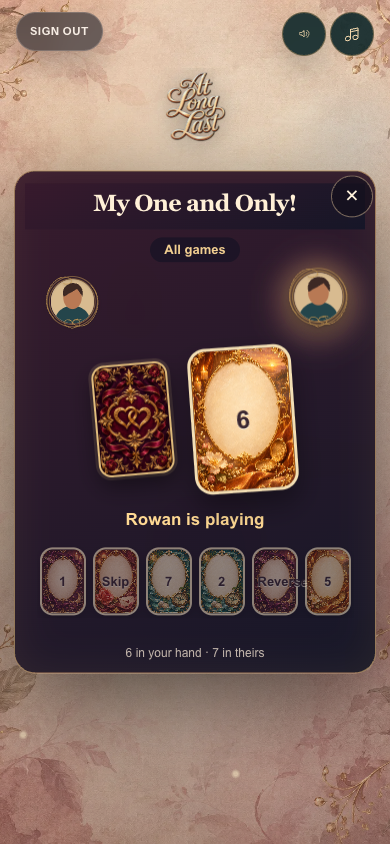 SIGN OUT
At
Long
Last
My One and Only!
All games
6
Rowan is playing
1 Skip 7 2 Reverse 5
6 in your hand · 7 in theirs